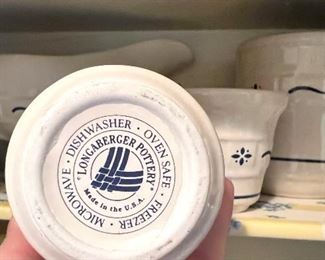 MICROWAVE · DISHWASHER · OVEN SAFE · FREEZER ·
"LONGABERGER POTTERY"
Made in the U.S.A.